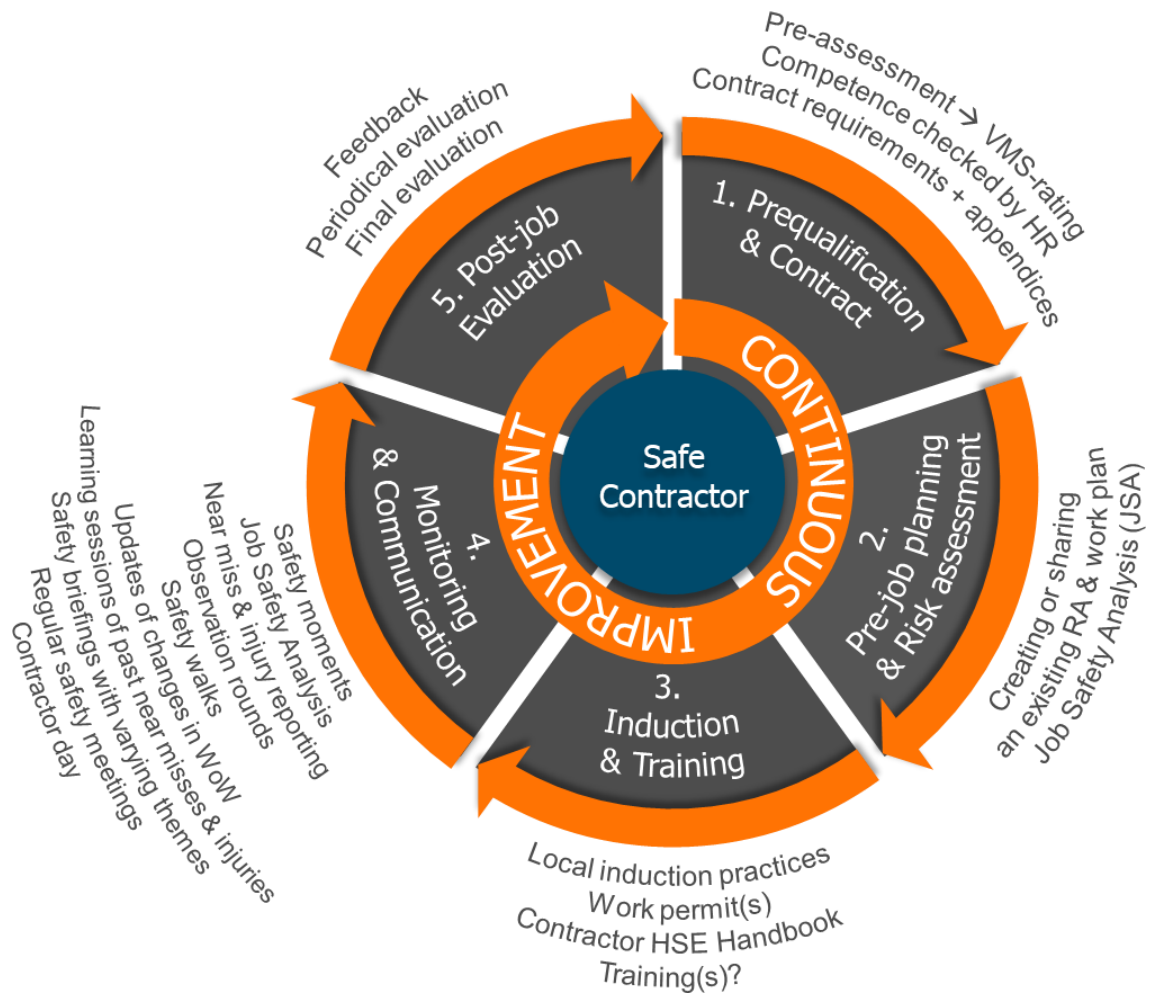 Pre-assessment → VMS-rating
Competence checked by HR
Contract requirements + appendices
1. Prequalification
& Contract
2.
Pre-job planning
& Risk assessment
Creating or sharing
an existing RA & work plan
Job Safety Analysis (JSA)
3.
Induction
& Training
Local induction practices
Work permit(s)
Contractor HSE Handbook
Training(s)?
4.
Monitoring
& Communication
Safety moments
Job Safety Analysis
Near miss & injury reporting
Observation rounds
Safety walks
Updates of changes in WoW
Learning sessions of past near misses & injuries
Safety briefings with varying themes
Regular safety meetings
Contractor day
5. Post-job
Evaluation
Feedback
Periodical evaluation
Final evaluation
CONTINUOUS
IMPROVEMENT
Safe
Contractor